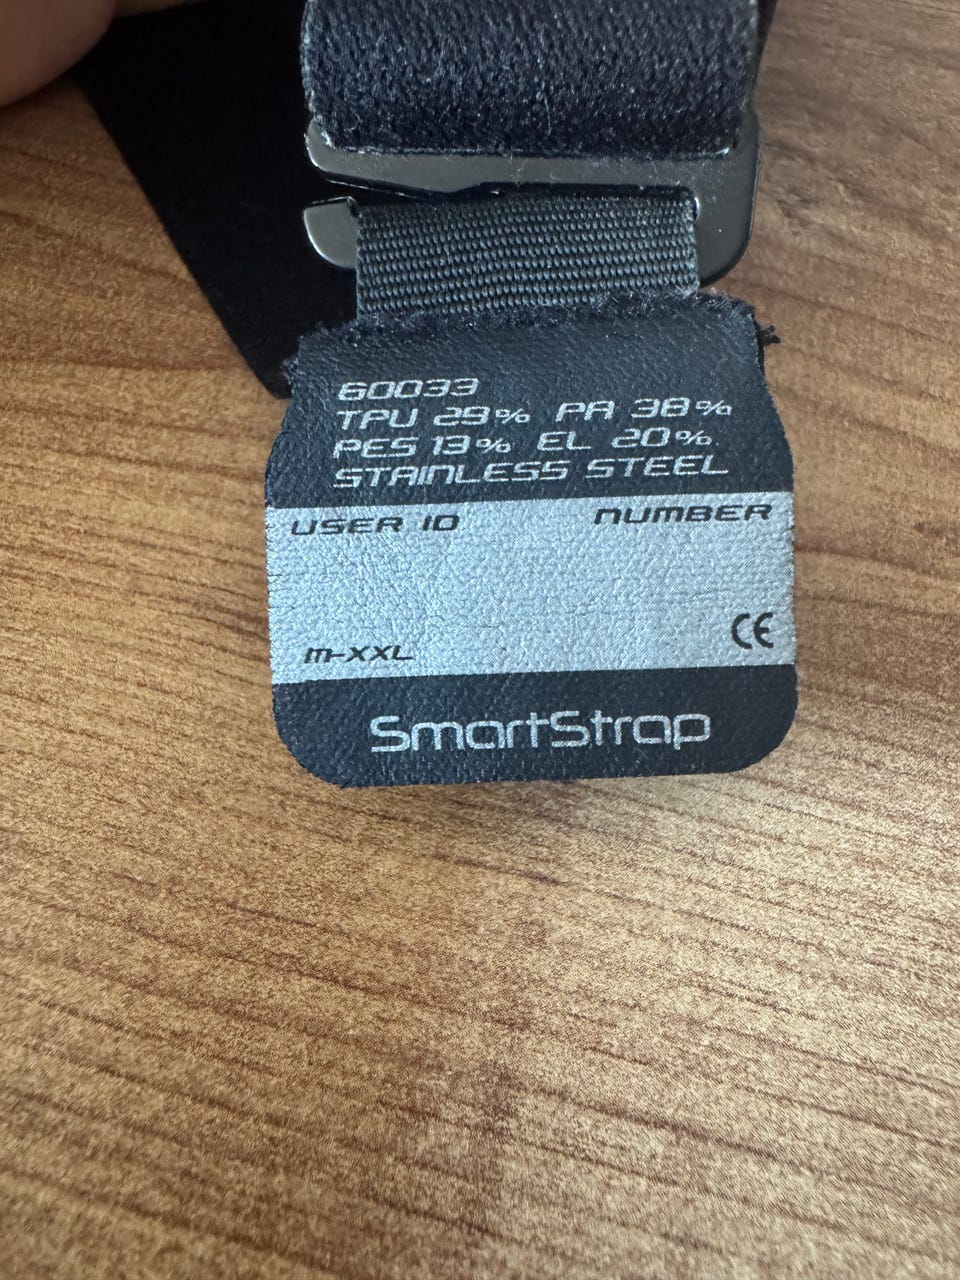 60033
TPU 29% PA 38%
PES 13% EL 20%
STAINLESS STEEL
USER ID NUMBER
M-XXL CE
SmartStrap